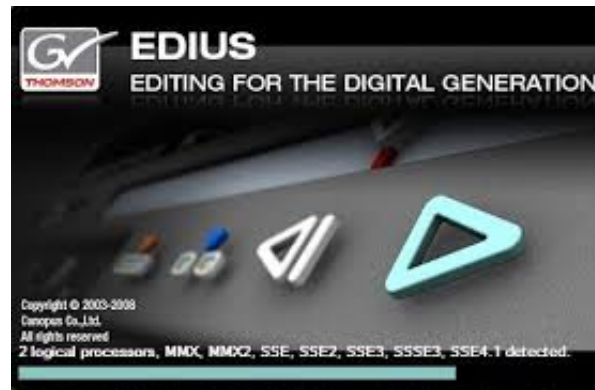 GV
THOMSON
EDIUS
EDITING FOR THE DIGITAL GENERATION
Copyright © 2003-2008
Canopus Co.,Ltd.
All rights reserved
2 logical processors, MMX, MMX2, SSE, SSE2, SSE3, SSSE3, SSE4.1 detected.